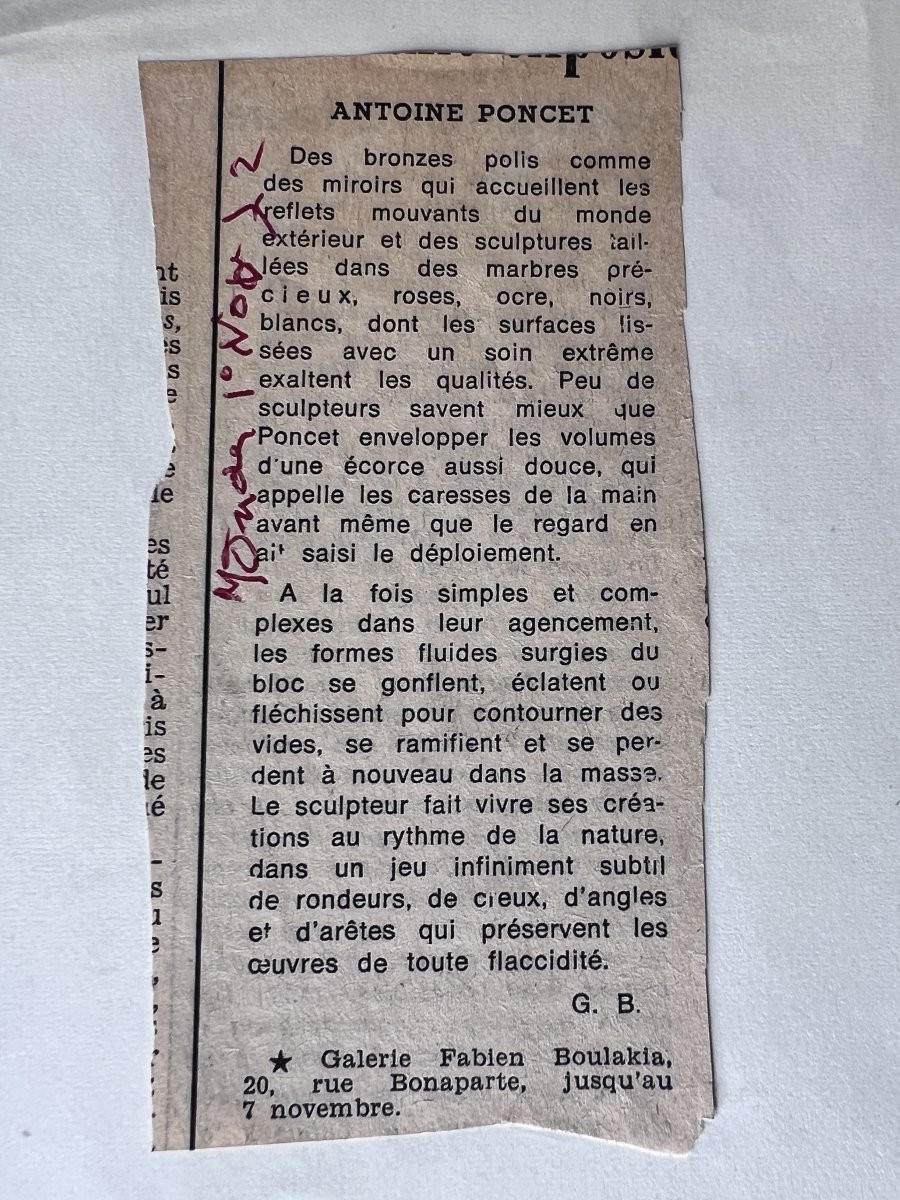 ANTOINE PONCET
Des bronzes polis comme
des miroirs qui accueillent les
reflets mouvants du monde
extérieur et des sculptures tail-
lées dans des marbres pré-
cieux, roses, ocre, noirs,
blancs, dont les surfaces lis-
sées avec un soin extrême
exaltent les qualités. Peu de
sculpteurs savent mieux que
Poncet envelopper les volumes
d'une écorce aussi douce, qui
appelle les caresses de la main
avant même que le regard en
ait saisi le déploiement.
A la fois simples et com-
plexes dans leur agencement,
les formes fluides surgies du
bloc se gonflent, éclatent ou
fléchissent pour contourner des
vides, se ramifient et se per-
dent à nouveau dans la masse.
Le sculpteur fait vivre ses créa-
tions au rythme de la nature,
dans un jeu infiniment subtil
de rondeurs, de creux, d'angles
et d'arêtes qui préservent les
œuvres de toute flaccidité.
G. B.
★ Galerie Fabien Boulakia,
20, rue Bonaparte, jusqu'au
7 novembre.